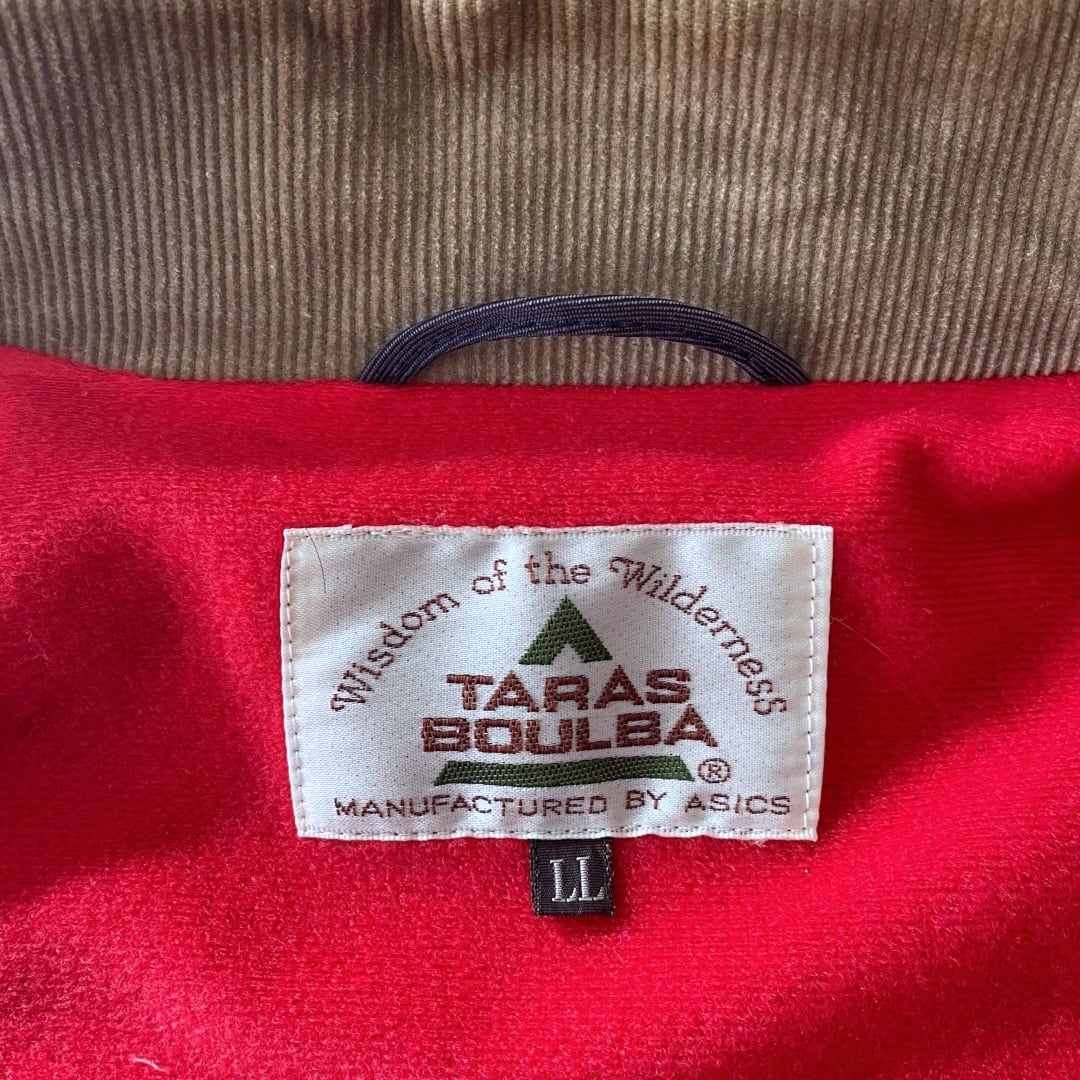 Wisdom of the Wilderness
TARAS
BOULBA
®
MANUFACTURED BY ASICS
LL